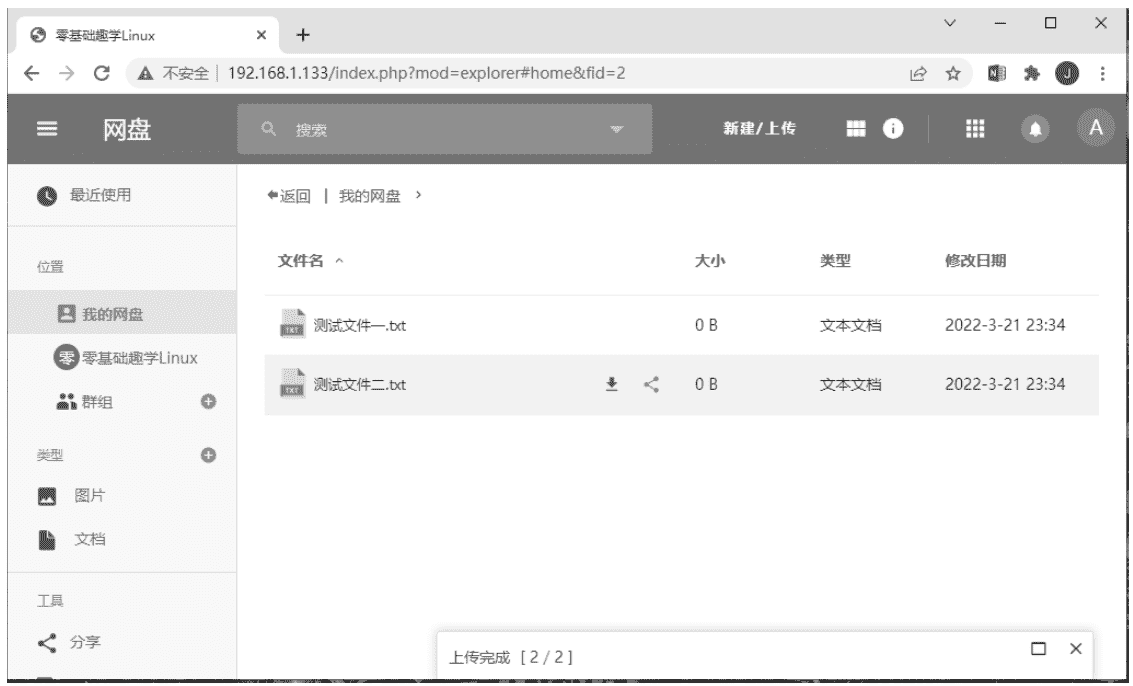 零基础趣学Linux
不安全 192.168.1.133/index.php?mod=explorer#home&fid=2
J
网盘 搜索 新建/上传 A
最近使用 返回 | 我的网盘 >
位置 文件名 大小 类型 修改日期
我的网盘 TXT 测试文件一.txt 0 B 文本文档 2022-3-21 23:34
零 零基础趣学Linux
群组 TXT 测试文件二.txt 0 B 文本文档 2022-3-21 23:34
类型
图片
文档
工具
分享
上传完成 [ 2 / 2 ]